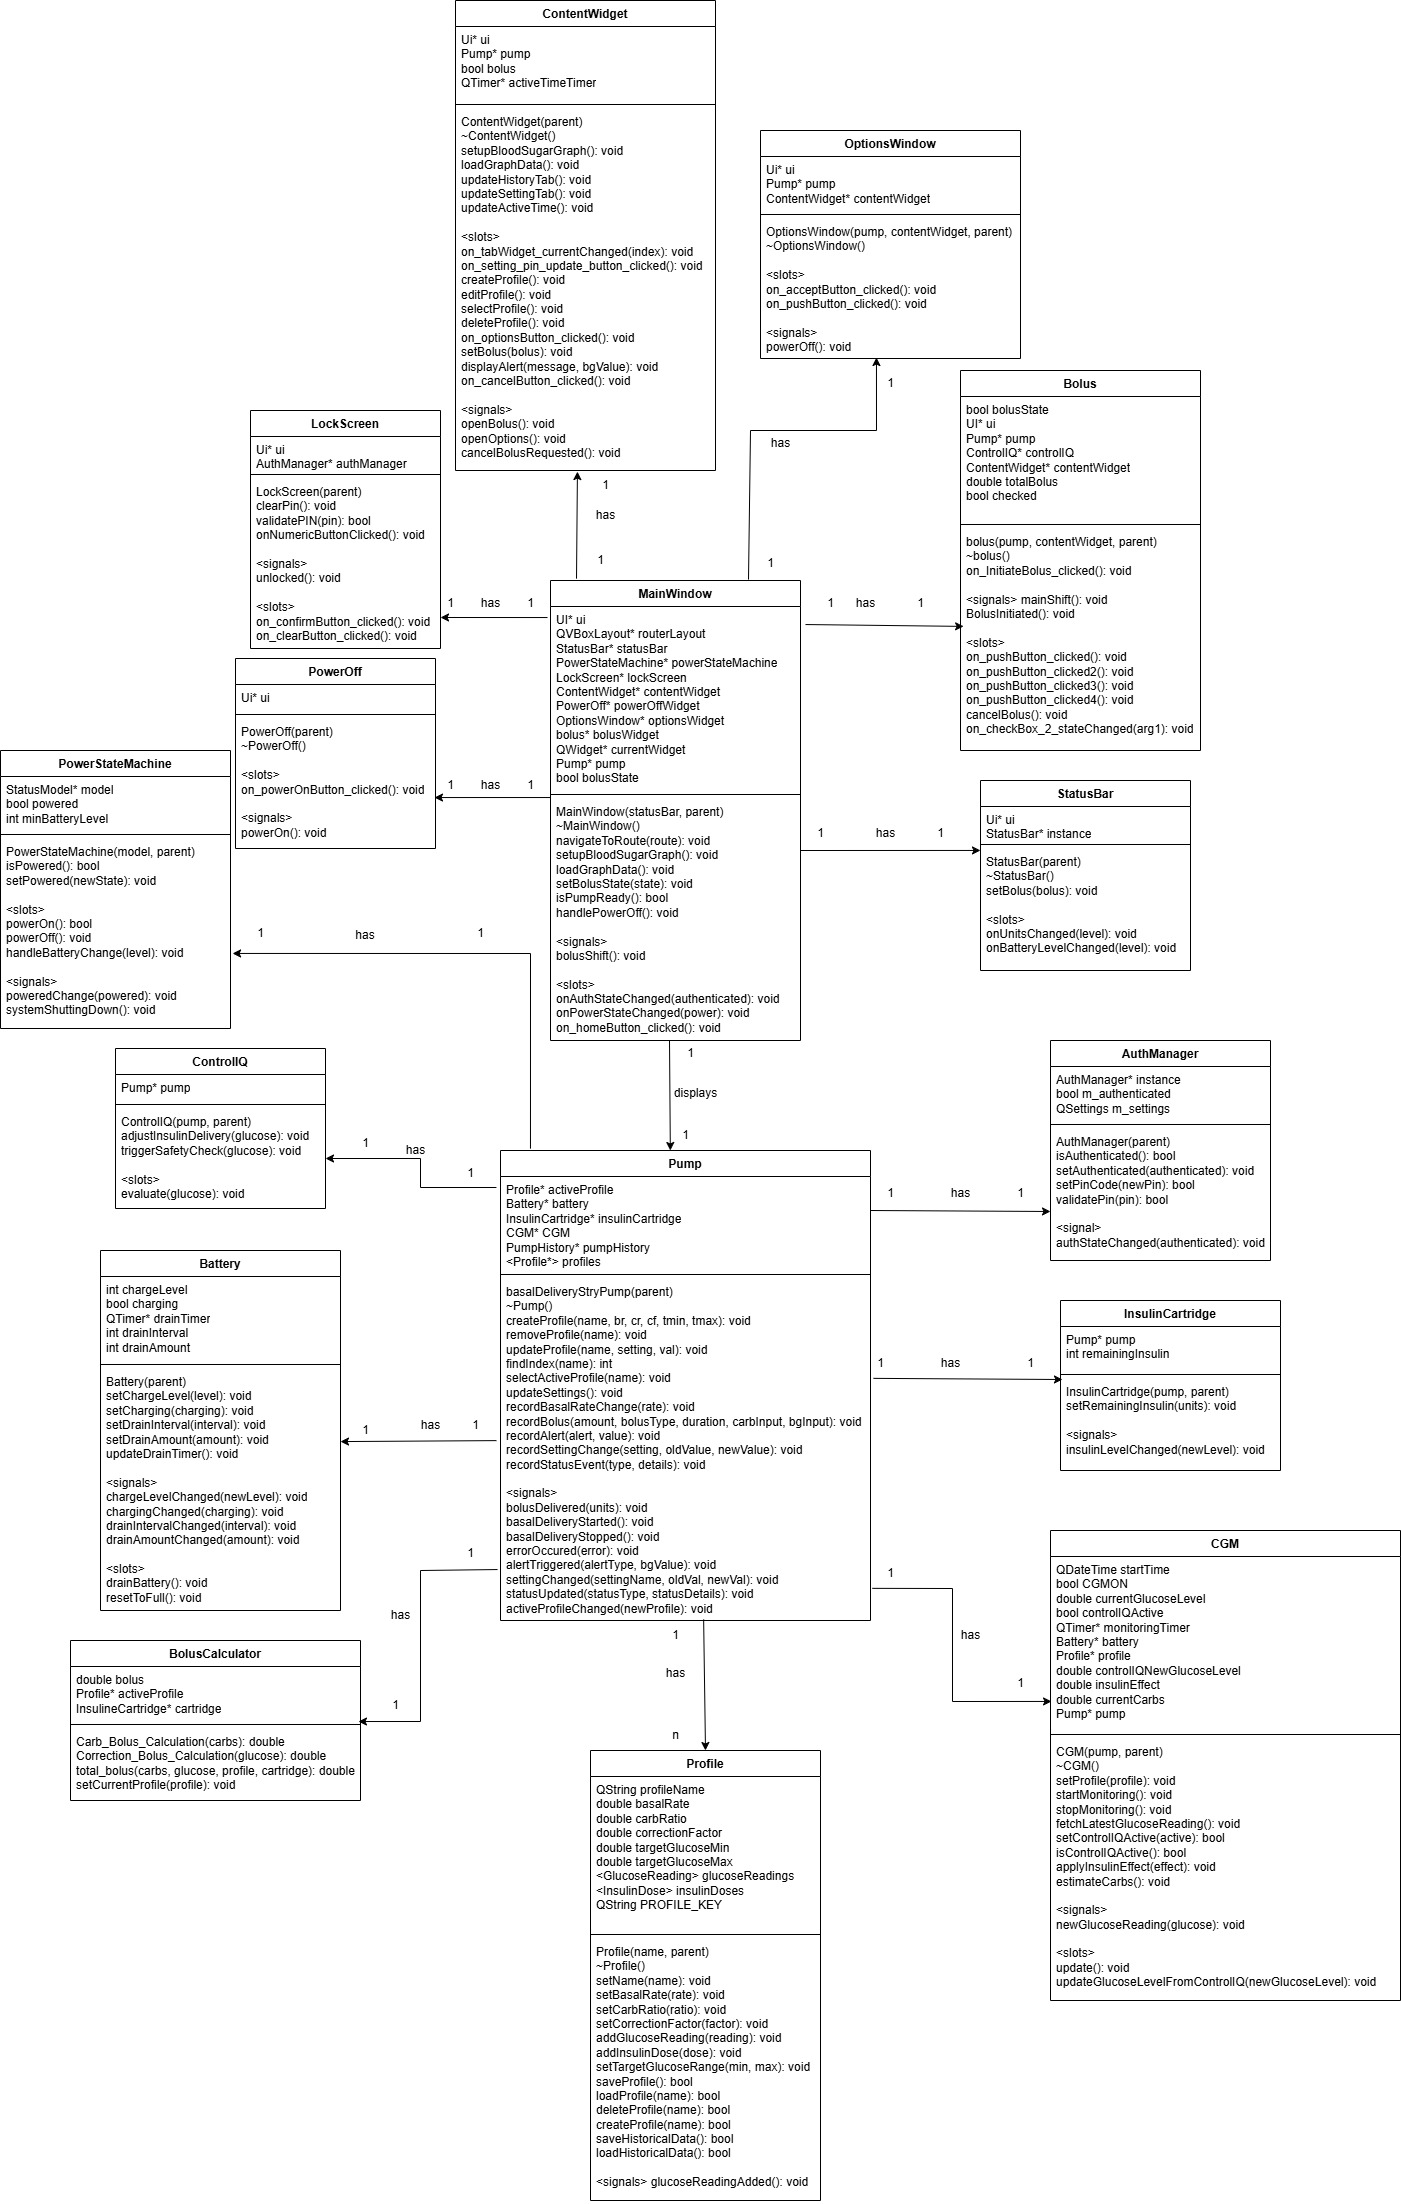 ContentWidget
Ui* ui
Pump* pump
bool bolus
QTimer* activeTimeTimer
ContentWidget(parent)
~ContentWidget()
setupBloodSugarGraph(): void
loadGraphData(): void
updateHistoryTab(): void
updateSettingTab(): void
updateActiveTime(): void
<slots>
on_tabWidget_currentChanged(index): void
on_setting_pin_update_button_clicked(): void
createProfile(): void
editProfile(): void
selectProfile(): void
deleteProfile(): void
on_optionsButton_clicked(): void
setBolus(bolus): void
displayAlert(message, bgValue): void
on_cancelButton_clicked(): void
<signals>
openBolus(): void
openOptions(): void
cancelBolusRequested(): void
OptionsWindow
Ui* ui
Pump* pump
ContentWidget* contentWidget
OptionsWindow(pump, contentWidget, parent)
~OptionsWindow()
<slots>
on_acceptButton_clicked(): void
on_pushButton_clicked(): void
<signals>
powerOff(): void
1
has
1
Bolus
bool bolusState
UI* ui
Pump* pump
ControlIQ* controlIQ
ContentWidget* contentWidget
double totalBolus
bool checked
bolus(pump, contentWidget, parent)
~bolus()
on_InitiateBolus_clicked(): void
<signals> mainShift(): void
BolusInitiated(): void
<slots>
on_pushButton_clicked(): void
on_pushButton_clicked2(): void
on_pushButton_clicked3(): void
on_pushButton_clicked4(): void
cancelBolus(): void
on_checkBox_2_stateChanged(arg1): void
LockScreen
Ui* ui
AuthManager* authManager
LockScreen(parent)
clearPin(): void
validatePIN(pin): bool
onNumericButtonClicked(): void
<signals>
unlocked(): void
<slots>
on_confirmButton_clicked(): void
on_clearButton_clicked(): void
1
has
1
1 has 1
1 has 1
MainWindow
UI* ui
QVBoxLayout* routerLayout
StatusBar* statusBar
PowerStateMachine* powerStateMachine
LockScreen* lockScreen
ContentWidget* contentWidget
PowerOff* powerOffWidget
OptionsWindow* optionsWidget
bolus* bolusWidget
QWidget* currentWidget
Pump* pump
bool bolusState
MainWindow(statusBar, parent)
~MainWindow()
navigateToRoute(route): void
setupBloodSugarGraph(): void
loadGraphData(): void
setBolusState(state): void
isPumpReady(): bool
handlePowerOff(): void
<signals>
bolusShift(): void
<slots>
onAuthStateChanged(authenticated): void
onPowerStateChanged(power): void
on_homeButton_clicked(): void
PowerOff
Ui* ui
PowerOff(parent)
~PowerOff()
<slots>
on_powerOnButton_clicked(): void
<signals>
powerOn(): void
1 has 1
PowerStateMachine
StatusModel* model
bool powered
int minBatteryLevel
PowerStateMachine(model, parent)
isPowered(): bool
setPowered(newState): void
<slots>
powerOn(): bool
powerOff(): void
handleBatteryChange(level): void
<signals>
poweredChange(powered): void
systemShuttingDown(): void
1 has 1
StatusBar
Ui* ui
StatusBar* instance
StatusBar(parent)
~StatusBar()
setBolus(bolus): void
<slots>
onUnitsChanged(level): void
onBatteryLevelChanged(level): void
1 has 1
1
displays
1
ControlIQ
Pump* pump
ControlIQ(pump, parent)
adjustInsulinDelivery(glucose): void
triggerSafetyCheck(glucose): void
<slots>
evaluate(glucose): void
1 has 1
AuthManager
AuthManager* instance
bool m_authenticated
QSettings m_settings
AuthManager(parent)
isAuthenticated(): bool
setAuthenticated(authenticated): void
setPinCode(newPin): bool
validatePin(pin): bool
<signal>
authStateChanged(authenticated): void
1 has 1
Pump
Profile* activeProfile
Battery* battery
InsulinCartridge* insulinCartridge
CGM* CGM
PumpHistory* pumpHistory
<Profile*> profiles
basalDeliveryStryPump(parent)
~Pump()
createProfile(name, br, cr, cf, tmin, tmax): void
removeProfile(name): void
updateProfile(name, setting, val): void
findIndex(name): int
selectActiveProfile(name): void
updateSettings(): void
recordBasalRateChange(rate): void
recordBolus(amount, bolusType, duration, carbInput, bgInput): void
recordAlert(alert, value): void
recordSettingChange(setting, oldValue, newValue): void
recordStatusEvent(type, details): void
<signals>
bolusDelivered(units): void
basalDeliveryStarted(): void
basalDeliveryStopped(): void
errorOccured(error): void
alertTriggered(alertType, bgValue): void
settingChanged(settingName, oldVal, newVal): void
statusUpdated(statusType, statusDetails): void
activeProfileChanged(newProfile): void
Battery
int chargeLevel
bool charging
QTimer* drainTimer
int drainInterval
int drainAmount
Battery(parent)
setChargeLevel(level): void
setCharging(charging): void
setDrainInterval(interval): void
setDrainAmount(amount): void
updateDrainTimer(): void
<signals>
chargeLevelChanged(newLevel): void
chargingChanged(charging): void
drainIntervalChanged(interval): void
drainAmountChanged(amount): void
<slots>
drainBattery(): void
resetToFull(): void
1 has 1
InsulinCartridge
Pump* pump
int remainingInsulin
InsulinCartridge(pump, parent)
setRemainingInsulin(units): void
<signals>
insulinLevelChanged(newLevel): void
1 has 1
BolusCalculator
double bolus
Profile* activeProfile
InsulineCartridge* cartridge
Carb_Bolus_Calculation(carbs): double
Correction_Bolus_Calculation(glucose): double
total_bolus(carbs, glucose, profile, cartridge): double
setCurrentProfile(profile): void
1
has
1
1
has
1
CGM
QDateTime startTime
bool CGMON
double currentGlucoseLevel
bool controlIQActive
QTimer* monitoringTimer
Battery* battery
Profile* profile
double controlIQNewGlucoseLevel
double insulinEffect
double currentCarbs
Pump* pump
CGM(pump, parent)
~CGM()
setProfile(profile): void
startMonitoring(): void
stopMonitoring(): void
fetchLatestGlucoseReading(): void
setControlIQActive(active): bool
isControlIQActive(): bool
applyInsulinEffect(effect): void
estimateCarbs(): void
<signals>
newGlucoseReading(glucose): void
<slots>
update(): void
updateGlucoseLevelFromControlIQ(newGlucoseLevel): void
1
has
n
Profile
QString profileName
double basalRate
double carbRatio
double correctionFactor
double targetGlucoseMin
double targetGlucoseMax
<GlucoseReading> glucoseReadings
<InsulinDose> insulinDoses
QString PROFILE_KEY
Profile(name, parent)
~Profile()
setName(name): void
setBasalRate(rate): void
setCarbRatio(ratio): void
setCorrectionFactor(factor): void
addGlucoseReading(reading): void
addInsulinDose(dose): void
setTargetGlucoseRange(min, max): void
saveProfile(): bool
loadProfile(name): bool
deleteProfile(name): bool
createProfile(name): bool
saveHistoricalData(): bool
loadHistoricalData(): bool
<signals> glucoseReadingAdded(): void